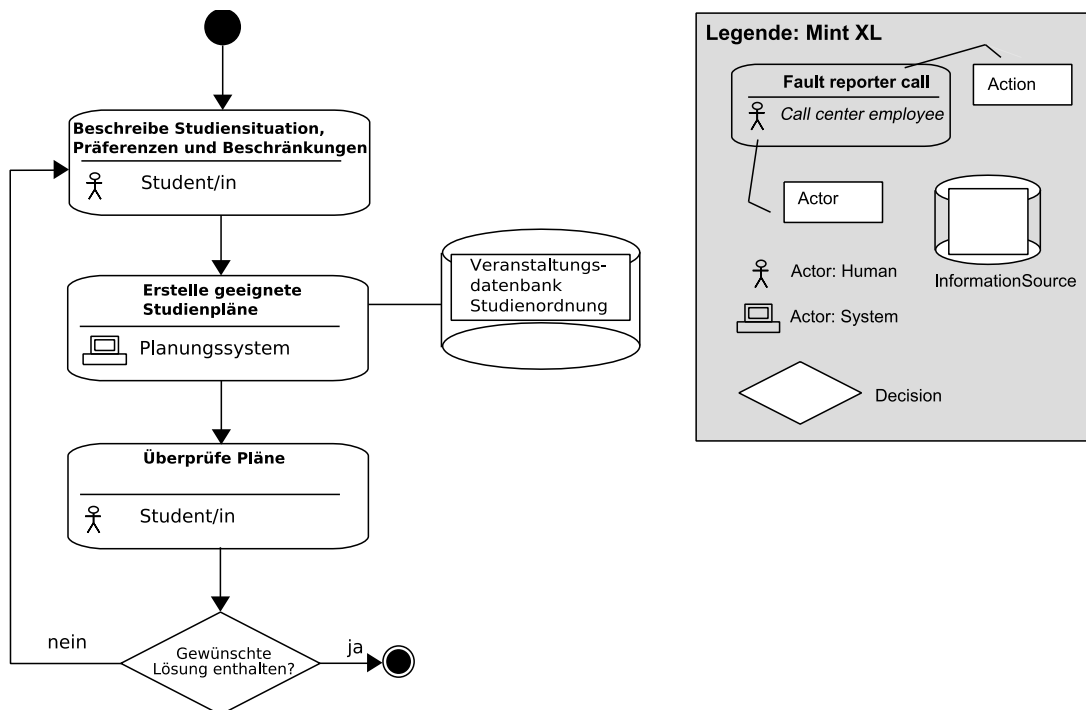 Beschreibe Studiensituation,
Präferenzen und Beschränkungen
Student/in
Erstelle geeignete
Studienpläne
Planungssystem
Veranstaltungs-
datenbank
Studienordnung
Überprüfe Pläne
Student/in
nein
Gewünschte
Lösung enthalten?
ja
Legende: Mint XL
Fault reporter call
Call center employee
Action
Actor
Actor: Human
InformationSource
Actor: System
Decision